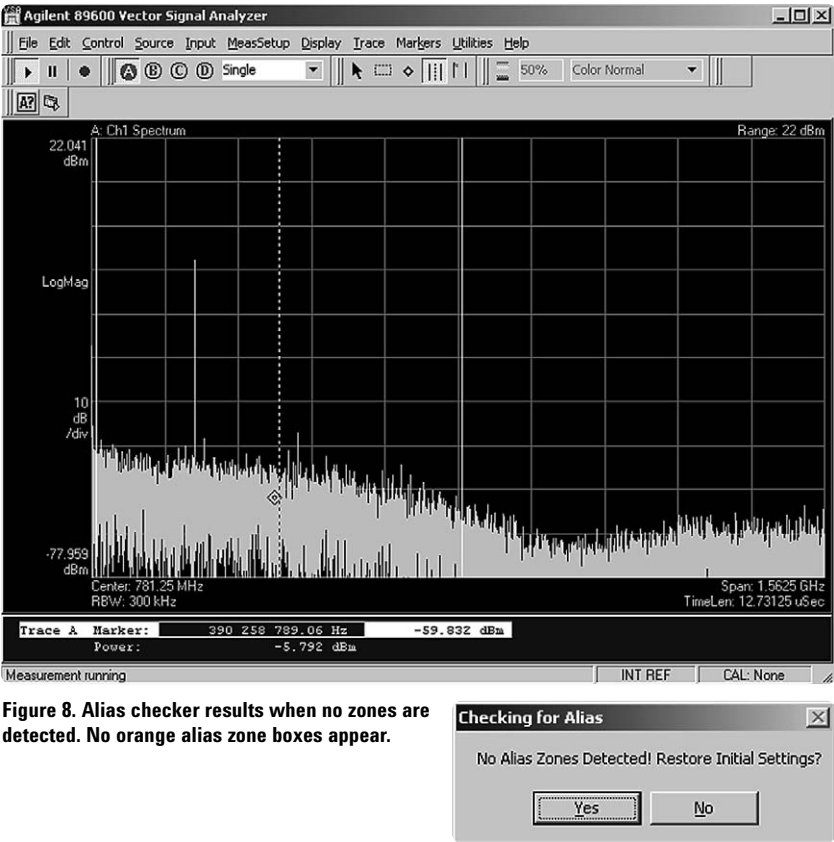 Agilent 89600 Vector Signal Analyzer
File Edit Control Source Input MeasSetup Display Trace Markers Utilities Help
A B C D Single 50% Color Normal
A?
A: Ch1 Spectrum Range: 22 dBm
22.041
dBm
LogMag
10
dB
/div
-77.959
dBm
Center: 781.25 MHz Span: 1.5625 GHz
RBW: 300 kHz TimeLen: 12.73125 uSec
Trace A Marker: 390 258 789.06 Hz -59.832 dBm
Power: -5.792 dBm
Measurement running INT REF CAL: None
Figure 8. Alias checker results when no zones are
detected. No orange alias zone boxes appear.
Checking for Alias
No Alias Zones Detected! Restore Initial Settings?
Yes No